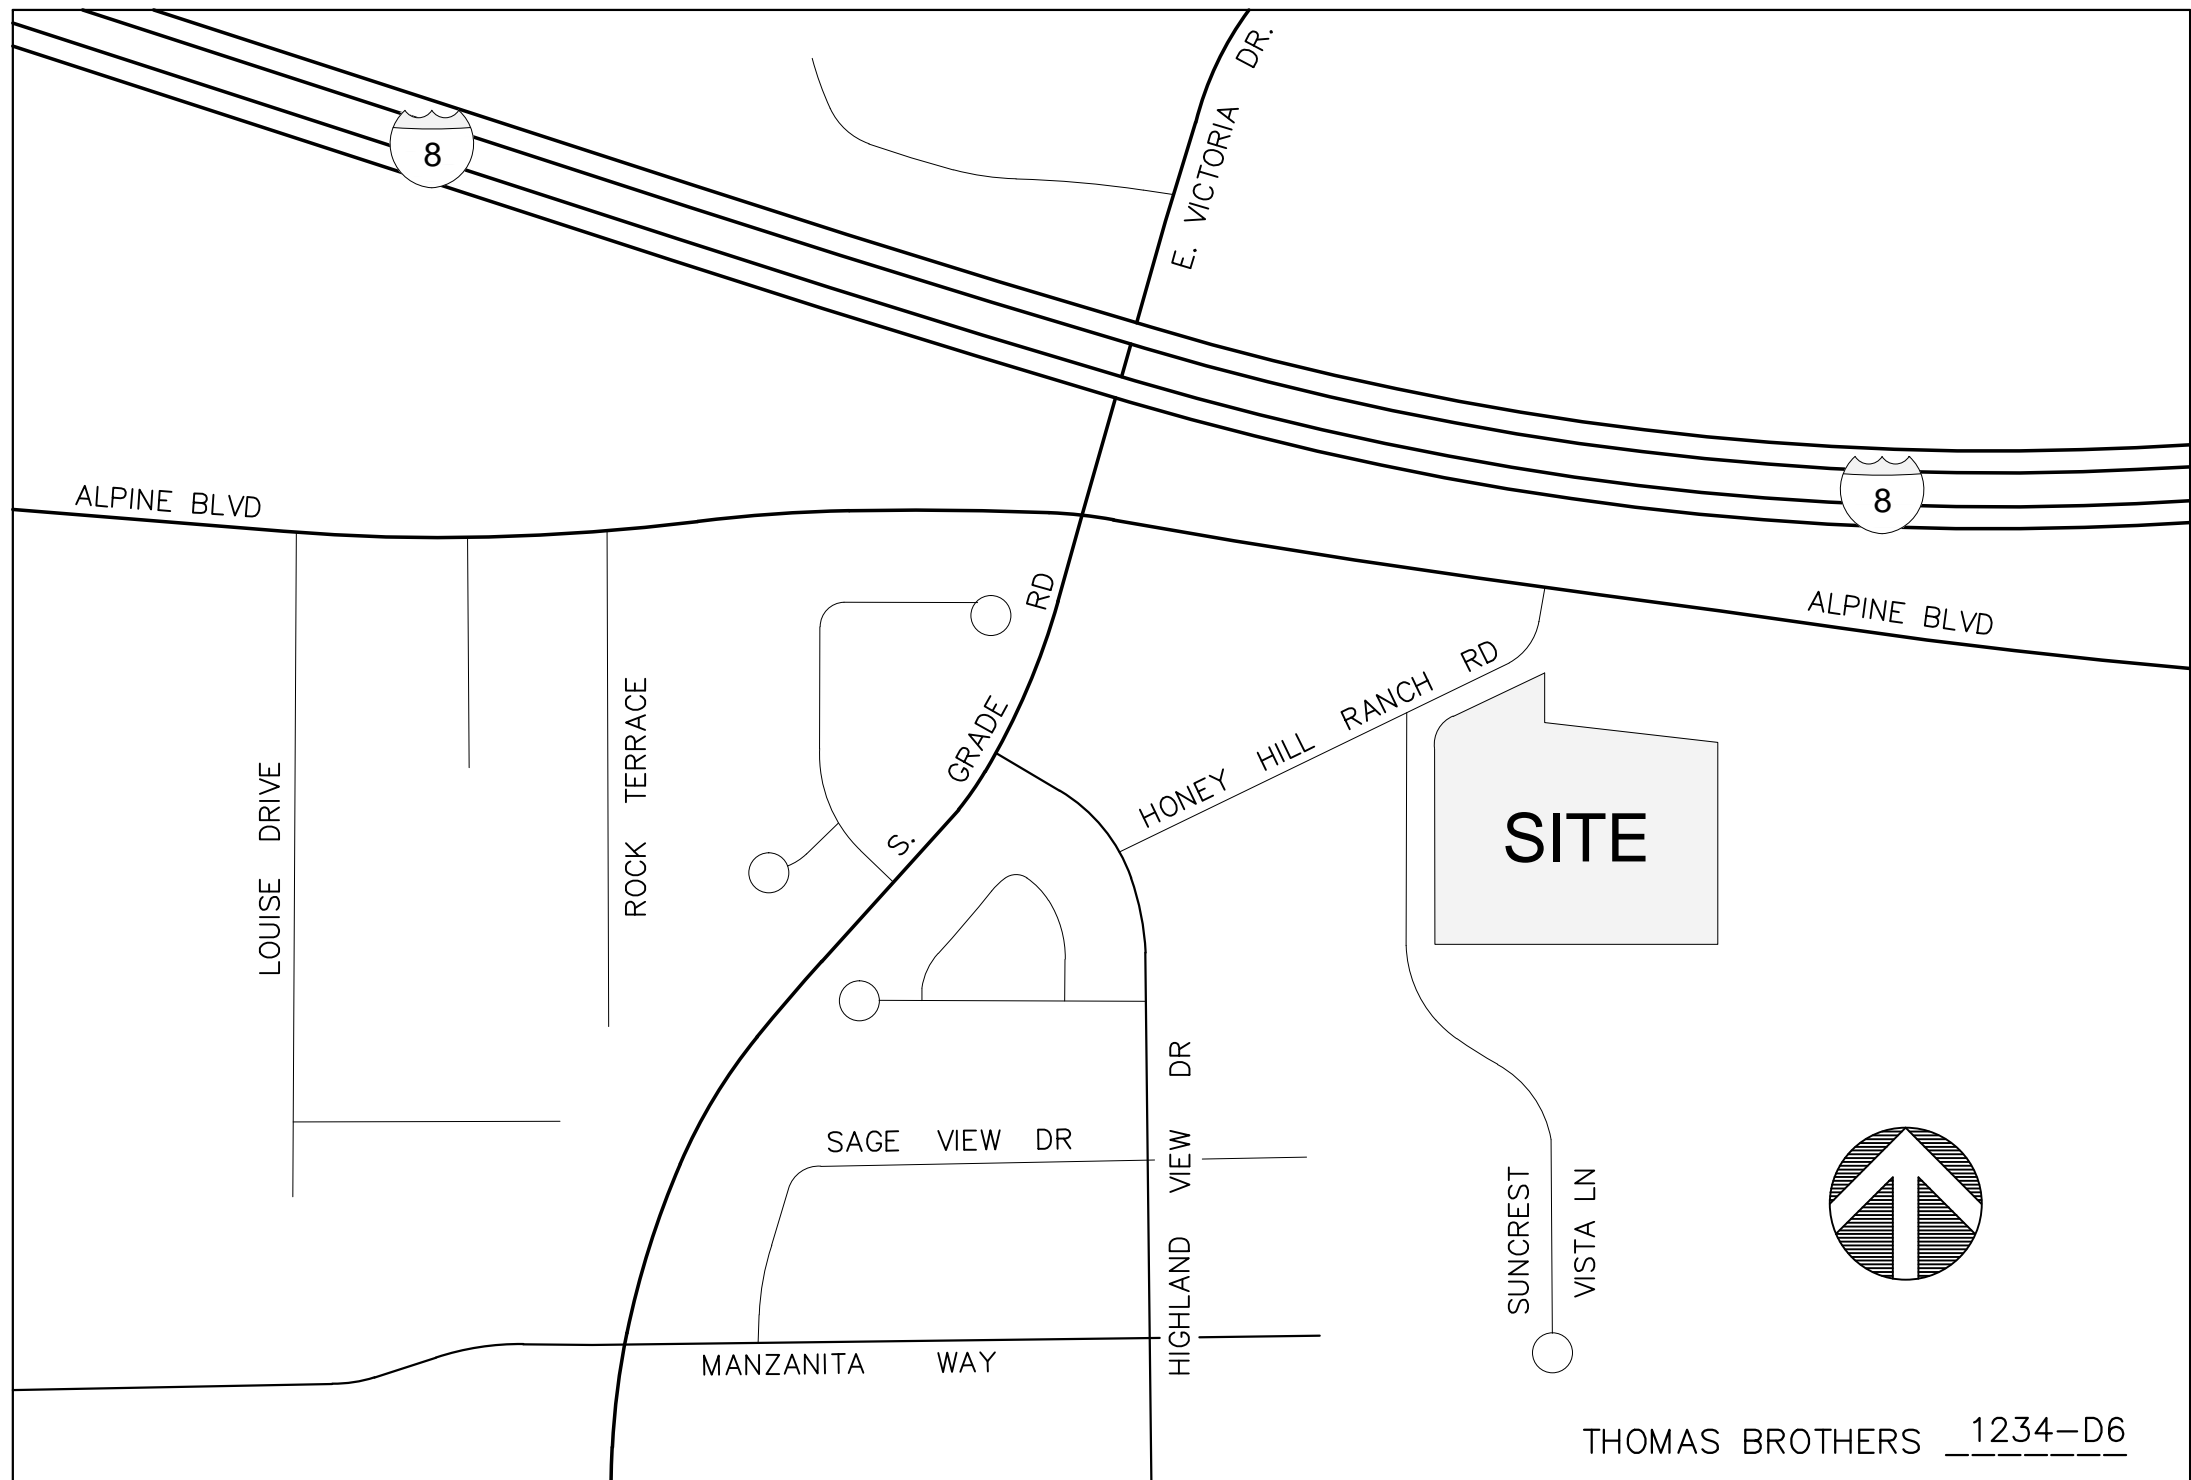 E. VICTORIA DR.
8
8
ALPINE BLVD
ALPINE BLVD
S. GRADE RD
HONEY HILL RANCH RD
ROCK TERRACE
LOUISE DRIVE
SITE
SAGE VIEW DR
HIGHLAND VIEW DR
SUNCREST
VISTA LN
MANZANITA WAY
THOMAS BROTHERS 1234-D6